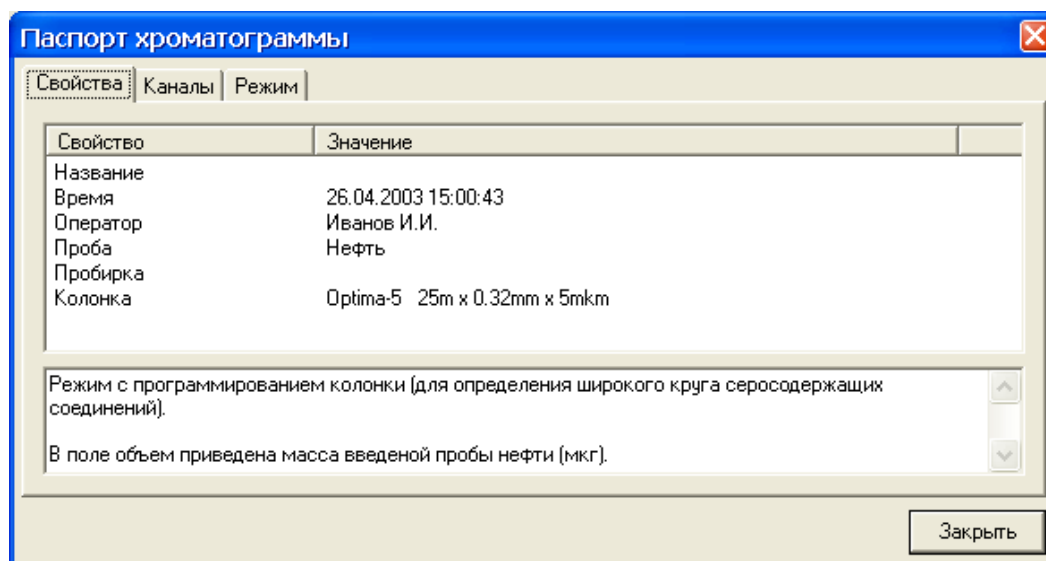 Паспорт хроматограммы
Свойства Каналы Режим
Свойство Значение
Название
Время 26.04.2003 15:00:43
Оператор Иванов И.И.
Проба Нефть
Пробирка
Колонка Optima-5 25m x 0.32mm x 5mkm
Режим с программированием колонки (для определения широкого круга серосодержащих
соединений).
В поле объем приведена масса введеной пробы нефти (мкг).
Закрыть